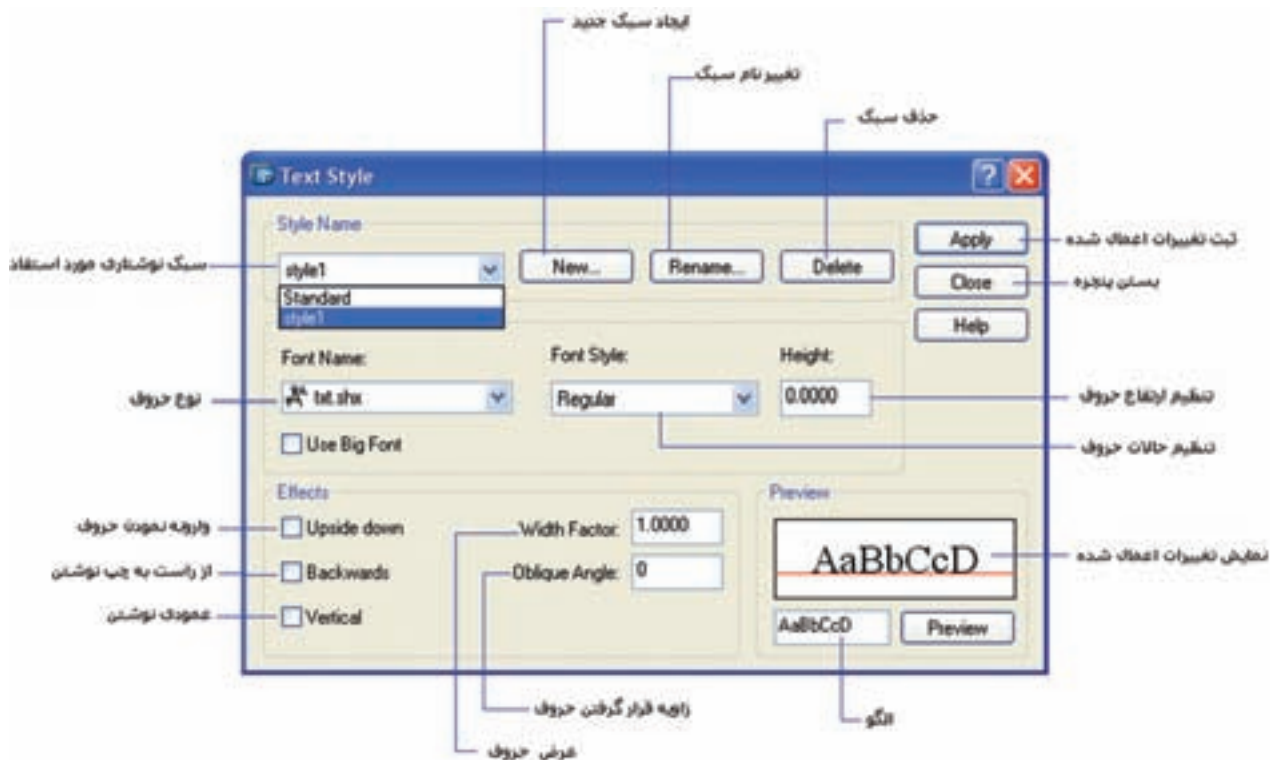 ایجاد سبک جدید
تغییر نام سبک
حذف سبک
Text Style
Style Name
style1
New...
Rename...
Delete
Apply
ثبت تغییرات اعمال شده
سبک نوشتاری مورد استفاد
Standard
style1
Close
بستن پنجره
Help
Font Name:
Font Style:
Height:
نوع حروف
txt.shx
Regular
0.0000
تنظیم ارتفاع حروف
Use Big Font
تنظیم حالات حروف
Effects
Preview
وارونه نمودن حروف
Upside down
Width Factor:
1.0000
AaBbCcD
نمایش تغییرات اعمال شده
از راست به چپ نوشتن
Backwards
Oblique Angle:
0
عمودی نوشتن
Vertical
AaBbCcD
Preview
زاویه قرار گرفتن حروف
الگو
عرض حروف